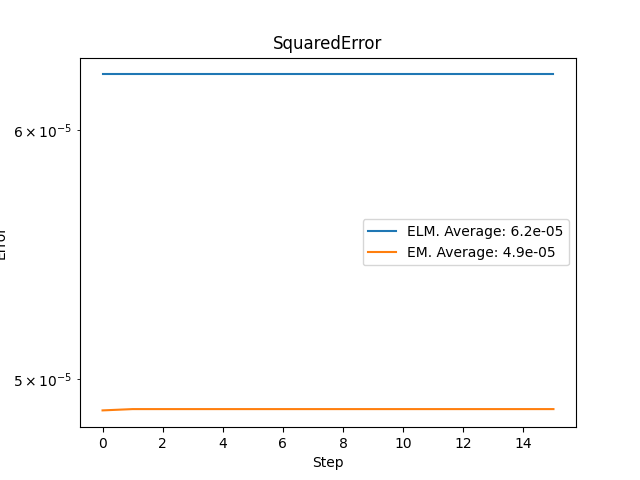 SquaredError
6 × 10⁻⁵
Error
ELM. Average: 6.2e-05
EM. Average: 4.9e-05
5 × 10⁻⁵
0 2 4 6 8 10 12 14
Step